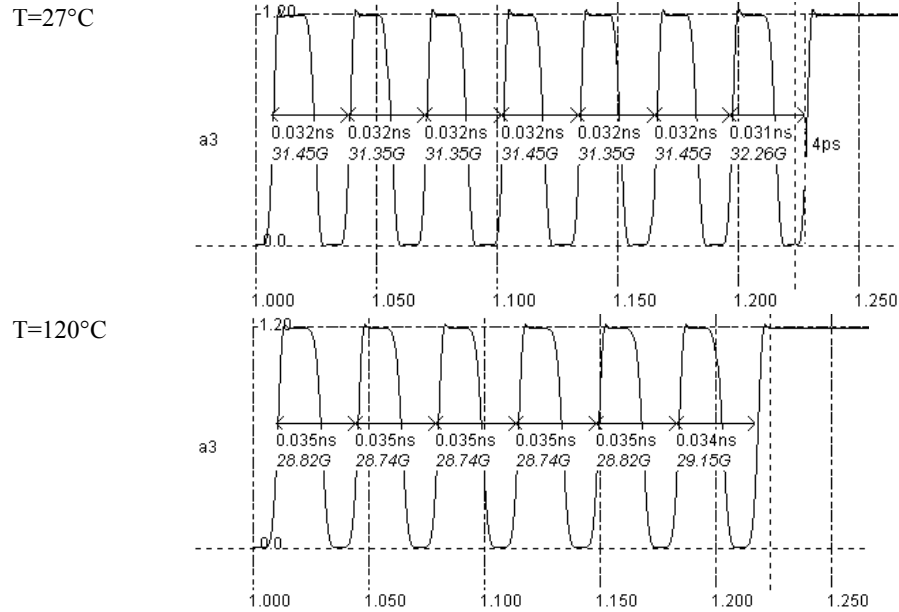 T=27°C
1.20
0.032ns 0.032ns 0.032ns 0.032ns 0.032ns 0.032ns 0.031ns
a3
4ps
31.45G 31.35G 31.35G 31.45G 31.35G 31.45G 32.26G
0.0
1.000 1.050 1.100 1.150 1.200 1.250
T=120°C
1.20
0.035ns 0.035ns 0.035ns 0.035ns 0.035ns 0.034ns
a3
28.82G 28.74G 28.74G 28.74G 28.82G 29.15G
0.0
1.000 1.050 1.100 1.150 1.200 1.250